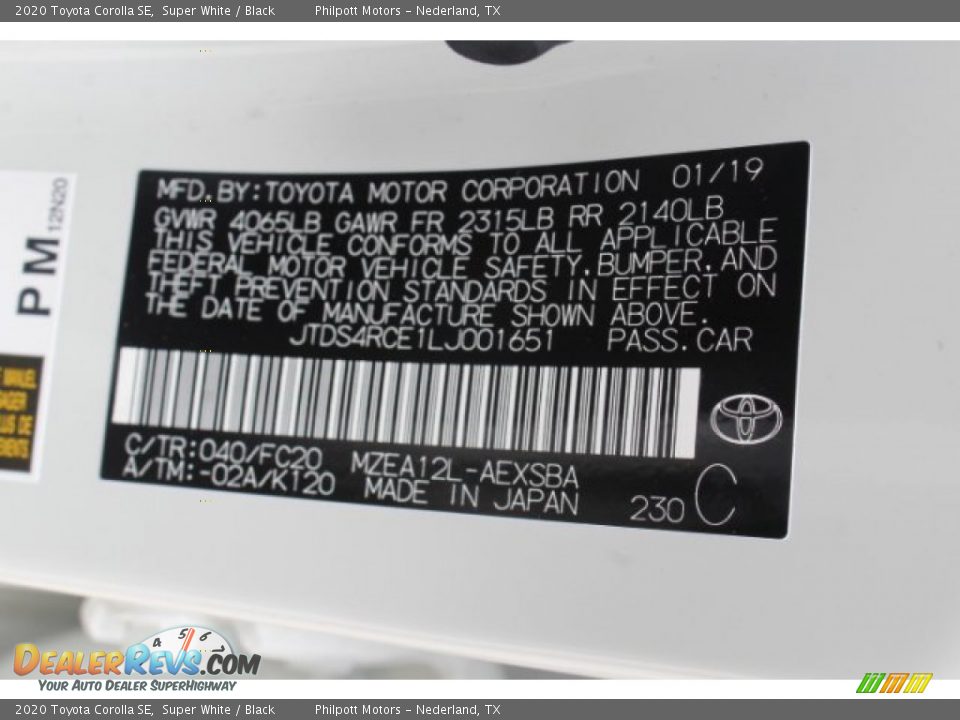 2020 Toyota Corolla SE, Super White / Black Philpott Motors - Nederland, TX
MFD. BY: TOYOTA MOTOR CORPORATION 01/19
GVWR 4065LB GAWR FR 2315LB RR 2140LB
THIS VEHICLE CONFORMS TO ALL APPLICABLE
FEDERAL MOTOR VEHICLE SAFETY, BUMPER, AND
THEFT PREVENTION STANDARDS IN EFFECT ON
THE DATE OF MANUFACTURE SHOWN ABOVE.
JTDS4RCE1LJ001651 PASS. CAR
C/TR: 040/FC20 MZEA12L-AEXSBA
A/TM: -02A/K120 MADE IN JAPAN
230 C
PM 12N20
4 5 6
DEALERREVS.COM
YOUR AUTO DEALER SUPERHIGHWAY
2020 Toyota Corolla SE, Super White / Black Philpott Motors - Nederland, TX